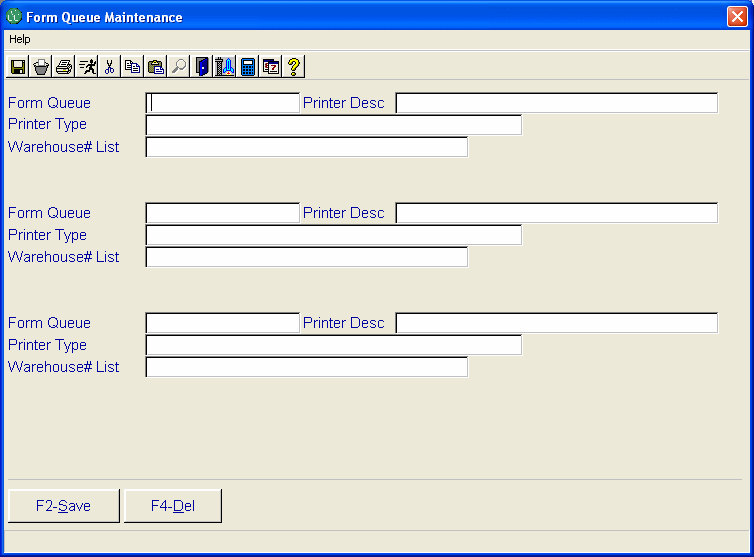 Form Queue Maintenance
Help
Form Queue Printer Desc
Printer Type
Warehouse# List
Form Queue Printer Desc
Printer Type
Warehouse# List
Form Queue Printer Desc
Printer Type
Warehouse# List
F2-Save F4-Del